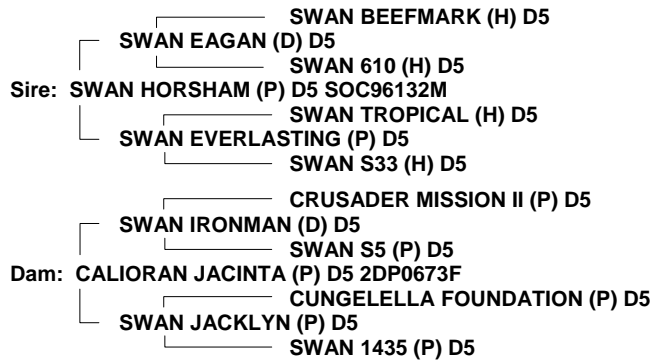 SWAN BEEFMARK (H) D5
SWAN EAGAN (D) D5
SWAN 610 (H) D5
Sire: SWAN HORSHAM (P) D5 SOC96132M
SWAN TROPICAL (H) D5
SWAN EVERLASTING (P) D5
SWAN S33 (H) D5
CRUSADER MISSION II (P) D5
SWAN IRONMAN (D) D5
SWAN S5 (P) D5
Dam: CALIORAN JACINTA (P) D5 2DP0673F
CUNGELELLA FOUNDATION (P) D5
SWAN JACKLYN (P) D5
SWAN 1435 (P) D5